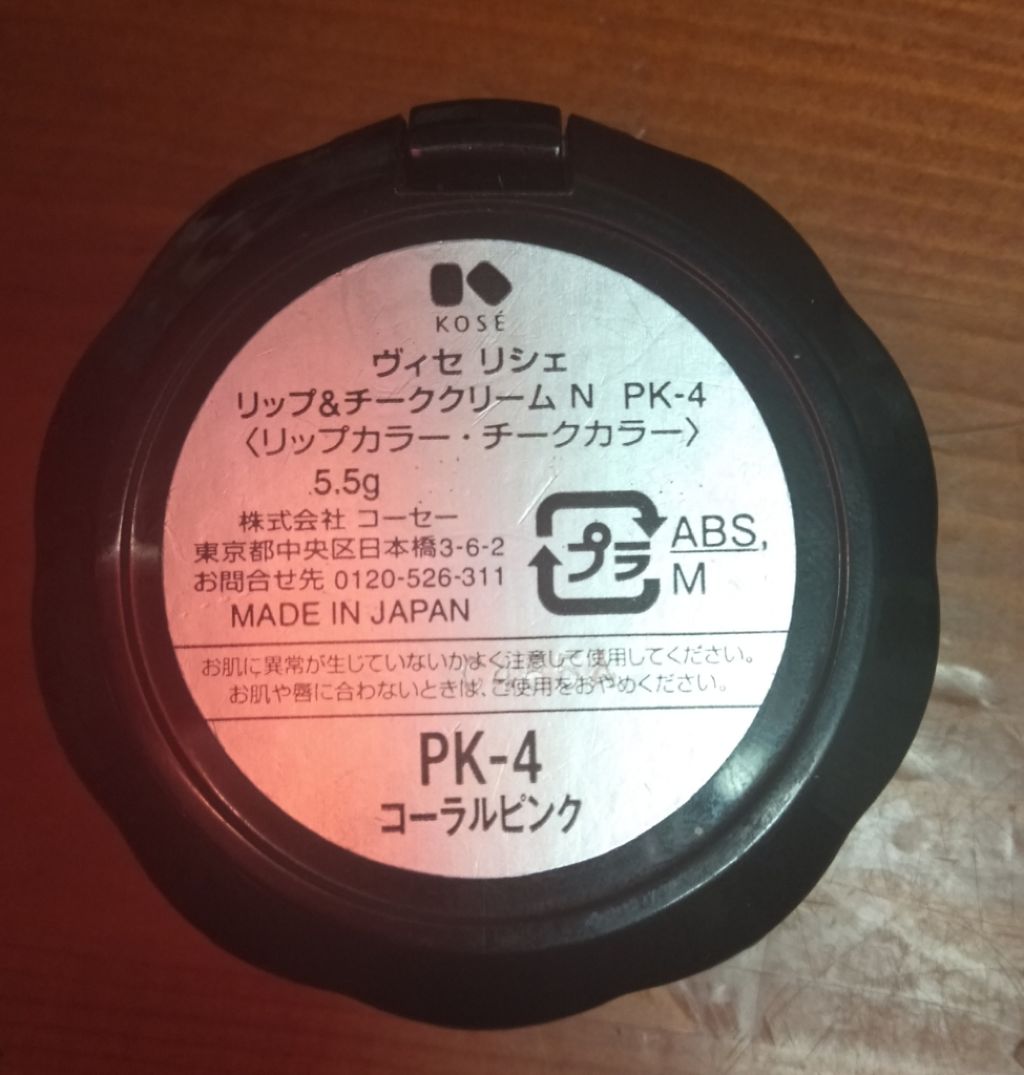 KOSÉ
ヴィセ リシェ
リップ&チーククリーム N PK-4
〈リップカラー・チークカラー〉
5.5g
株式会社 コーセー
東京都中央区日本橋3-6-2
お問合せ先 0120-526-311
MADE IN JAPAN
プラ
ABS,
M
お肌に異常が生じていないかよく注意して使用してください。
お肌や唇に合わないときは、ご使用をおやめください。
PK-4
コーラルピンク